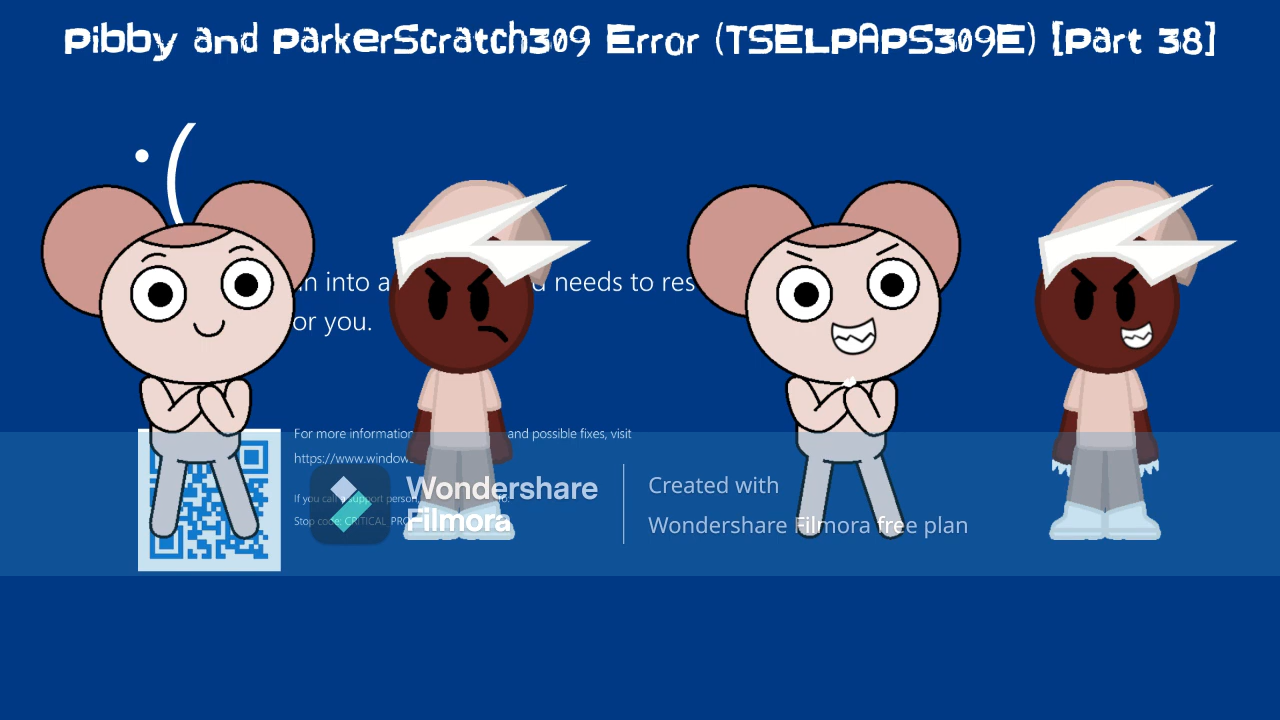 Pibby and ParkerScratch309 Error (TSELPAPS309E) [Part 38]
:(
into a needs to res
or you.
For more information and possible fixes, visit
https://www.windows
If you call a support person,
Stop code: CRITICAL PRO
Wondershare
Filmora
Created with
Wondershare Filmora free plan